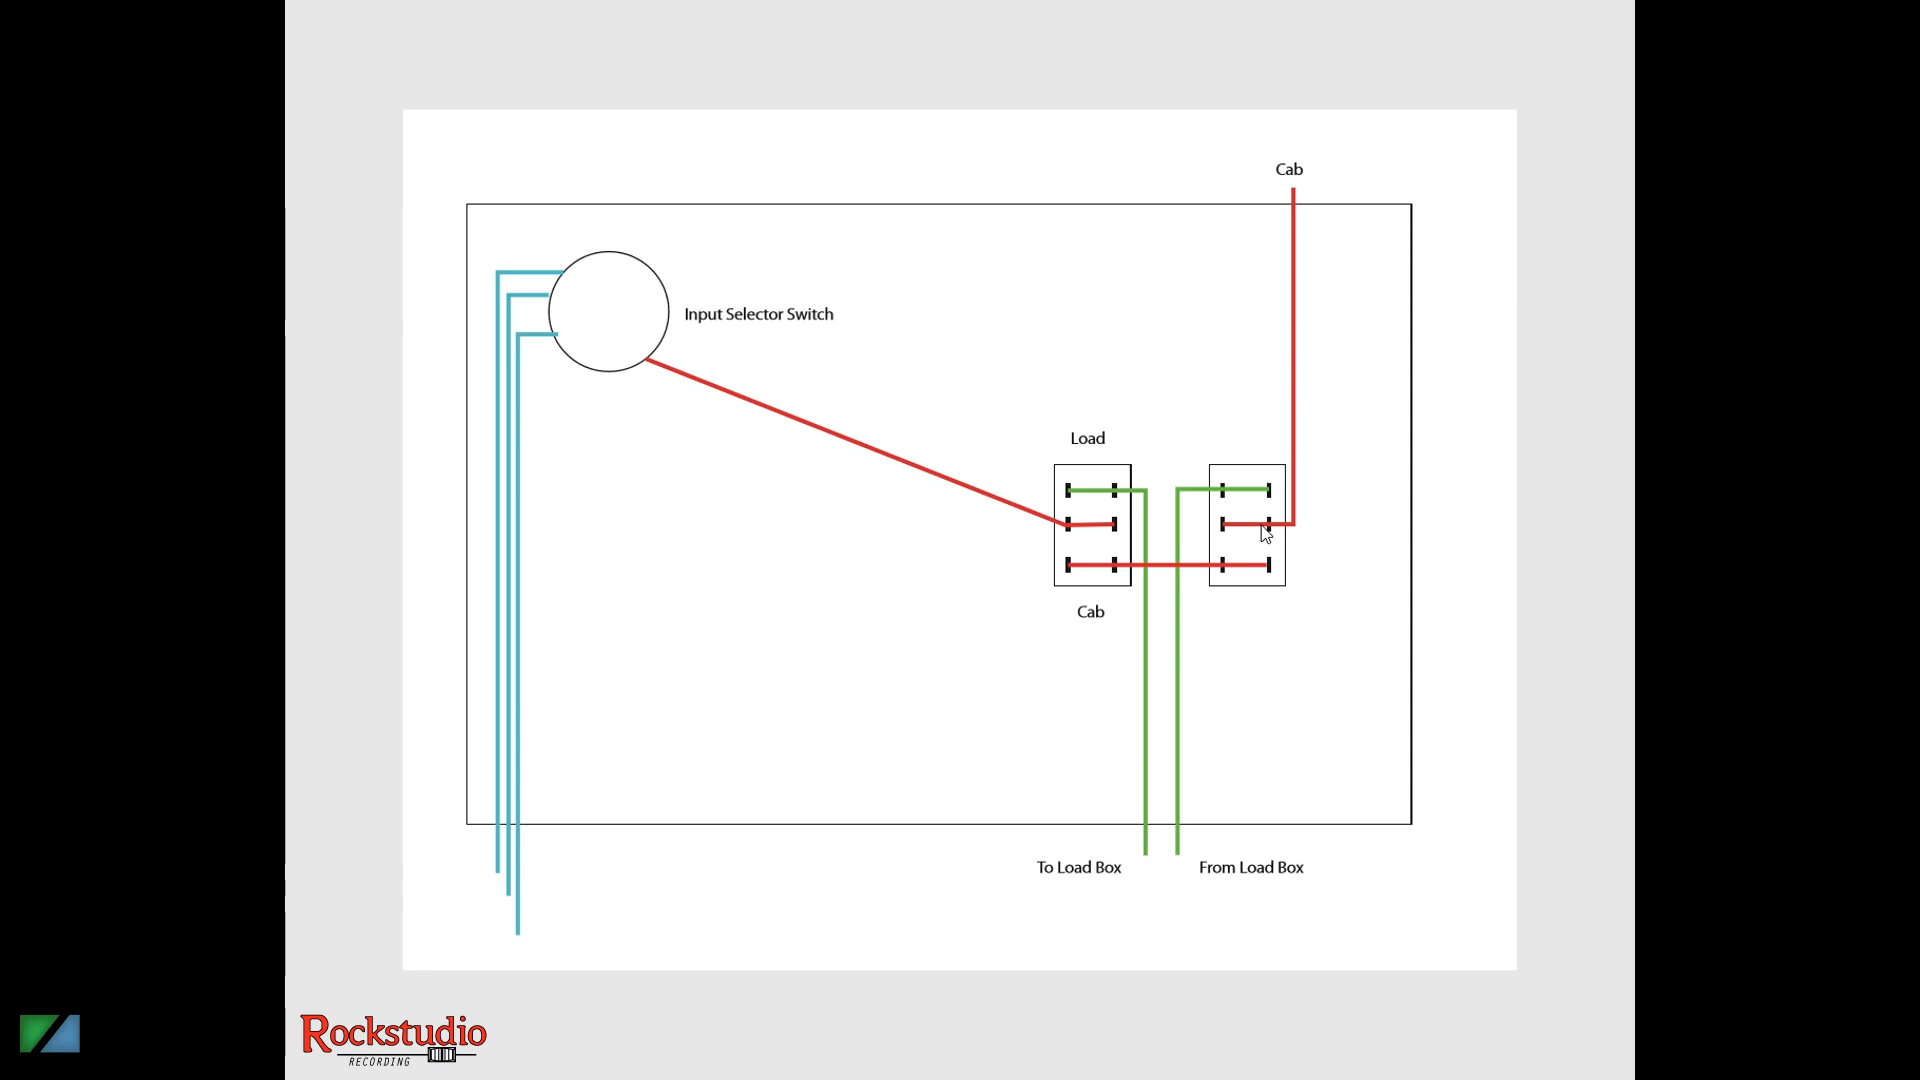 Cab
Input Selector Switch
Load
Cab
To Load Box
From Load Box
Rockstudio
RECORDING